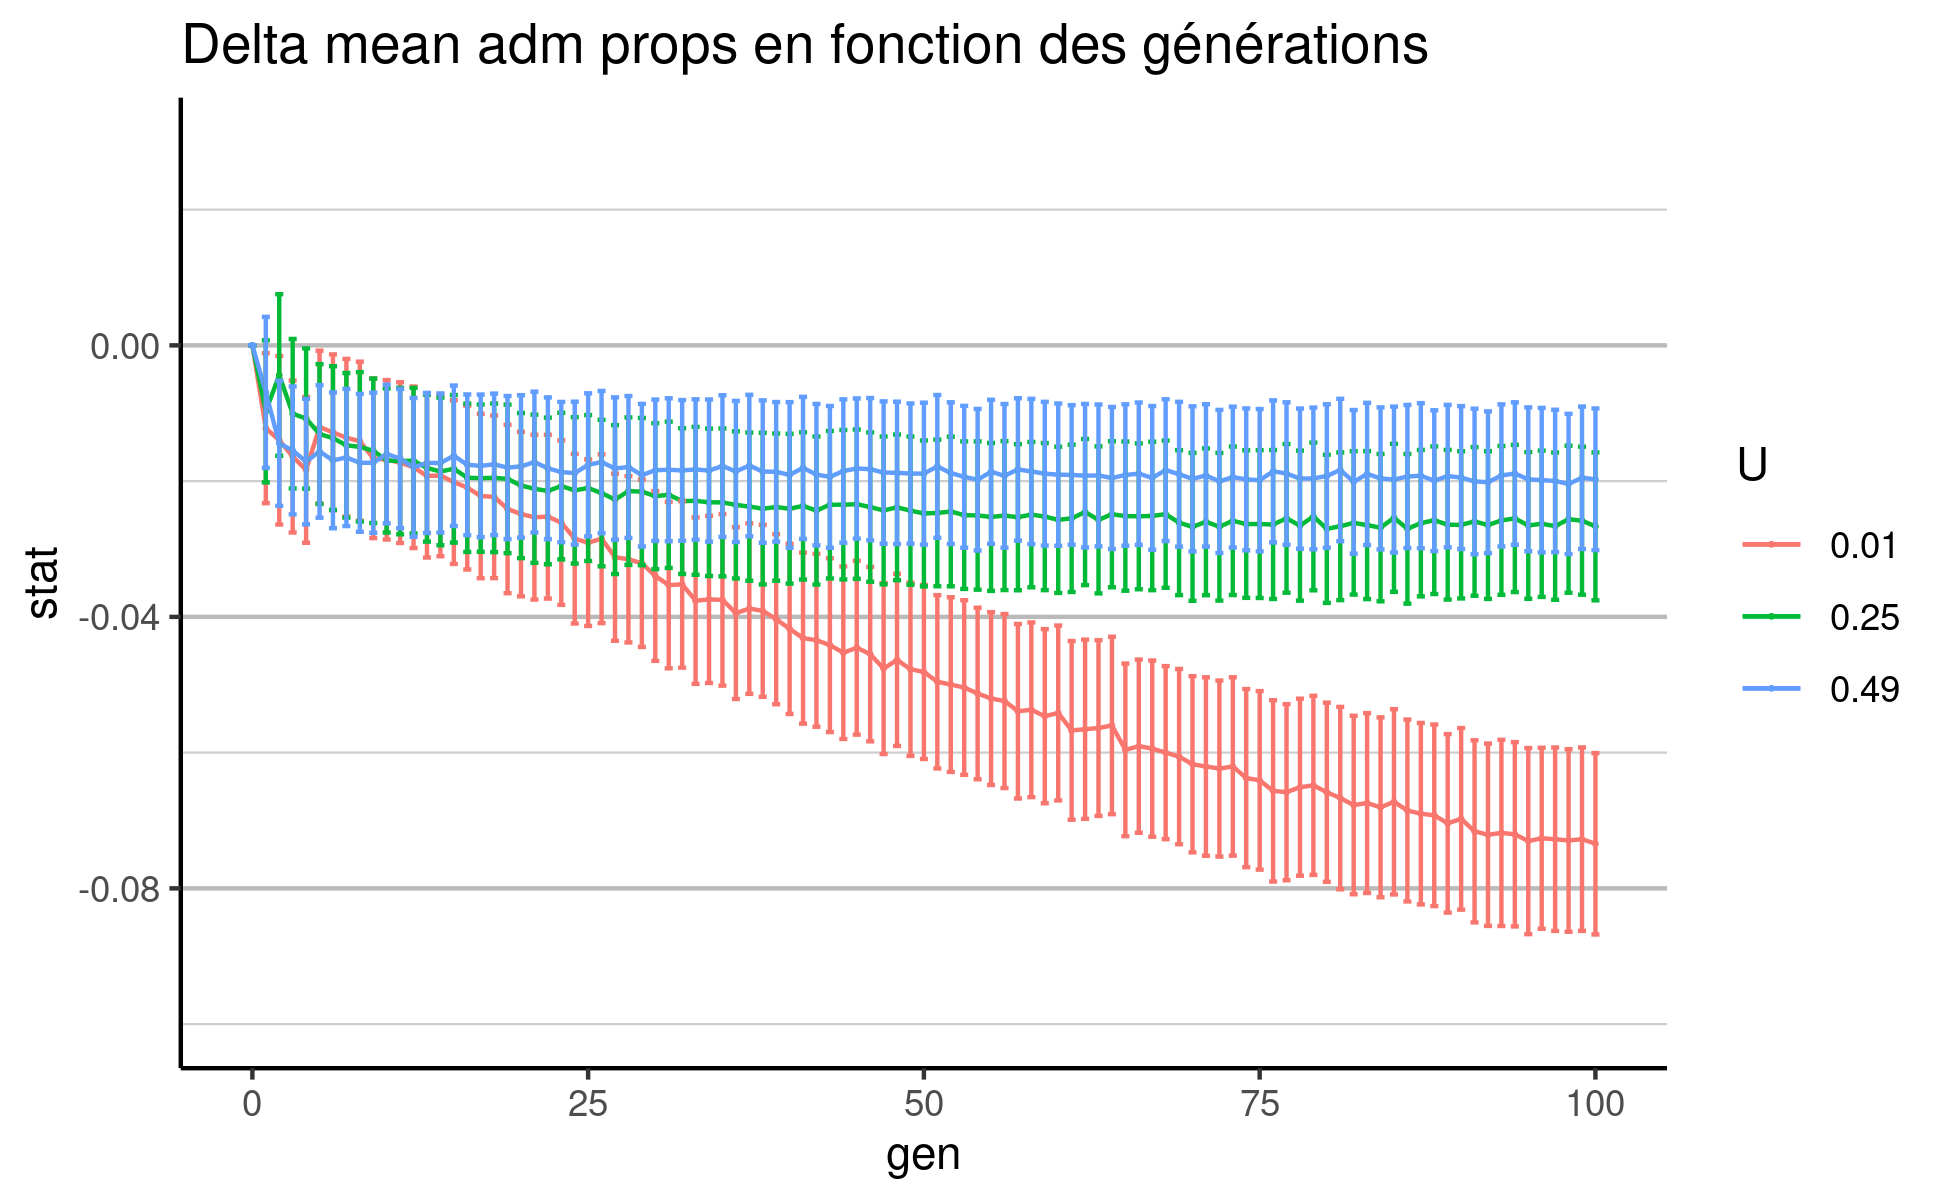 Delta mean adm props en fonction des générations
stat
0.00
-0.04
-0.08
0
25
50
75
100
gen
U
0.01
0.25
0.49